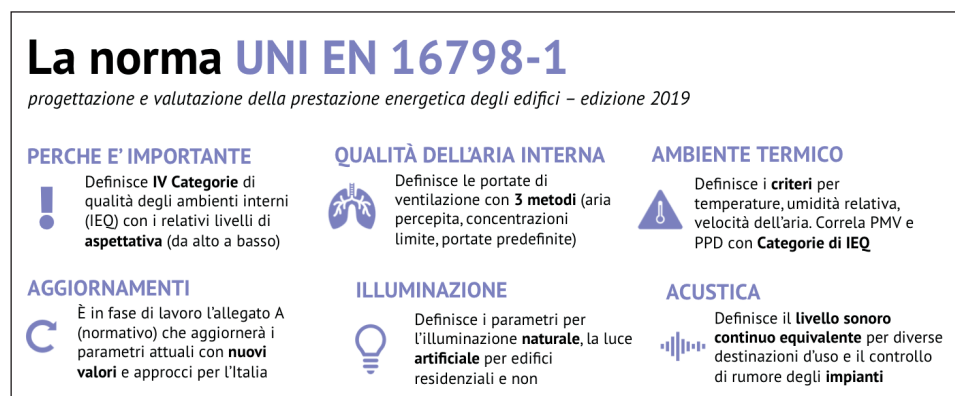 La norma UNI EN 16798-1
progettazione e valutazione della prestazione energetica degli edifici – edizione 2019
PERCHE E' IMPORTANTE
Definisce IV Categorie di
qualità degli ambienti interni
(IEQ) con i relativi livelli di
aspettativa (da alto a basso)
QUALITÀ DELL'ARIA INTERNA
Definisce le portate di
ventilazione con 3 metodi (aria
percepita, concentrazioni
limite, portate predefinite)
AMBIENTE TERMICO
Definisce i criteri per
temperature, umidità relativa,
velocità dell'aria. Correla PMV e
PPD con Categorie di IEQ
AGGIORNAMENTI
È in fase di lavoro l'allegato A
(normativo) che aggiornerà i
parametri attuali con nuovi
valori e approcci per l'Italia
ILLUMINAZIONE
Definisce i parametri per
l'illuminazione naturale, la luce
artificiale per edifici
residenziali e non
ACUSTICA
Definisce il livello sonoro
continuo equivalente per diverse
destinazioni d'uso e il controllo
di rumore degli impianti